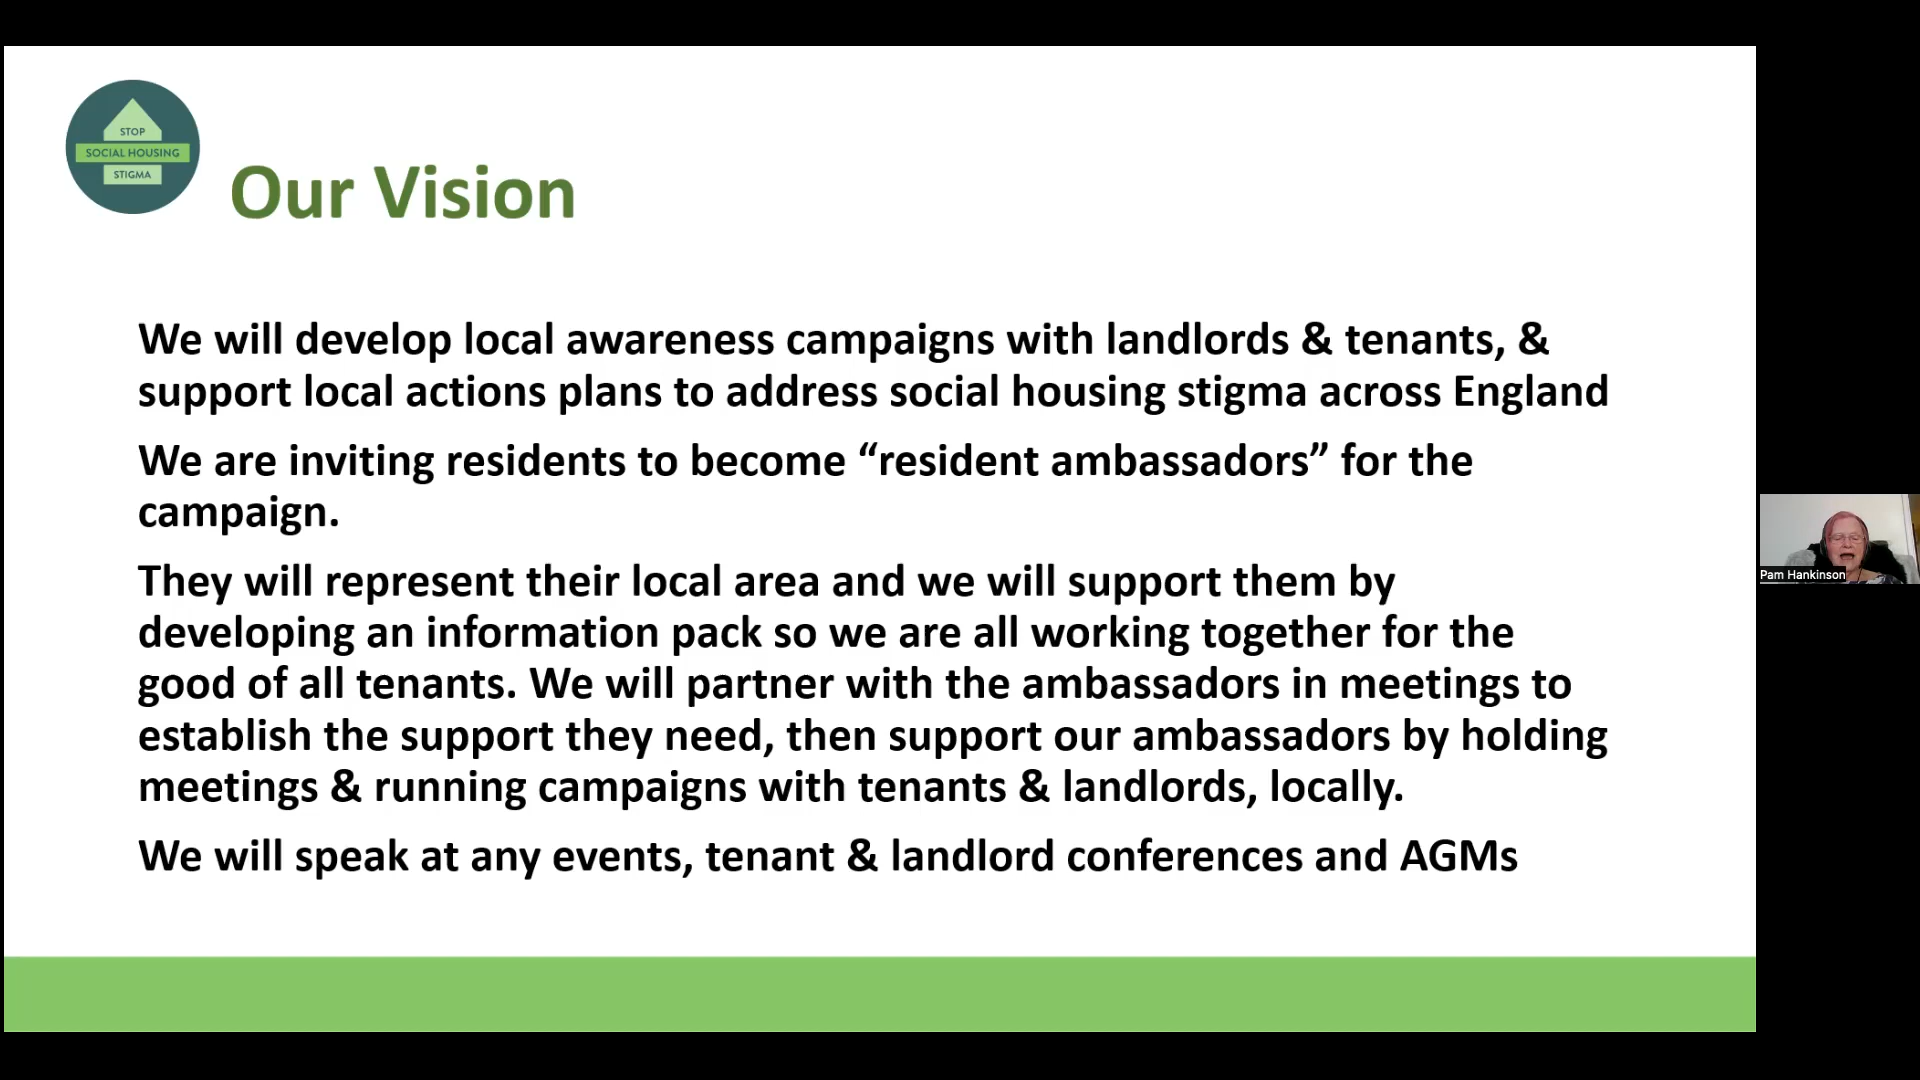 STOP
SOCIAL HOUSING
STIGMA
Our Vision
We will develop local awareness campaigns with landlords & tenants, &
support local actions plans to address social housing stigma across England
We are inviting residents to become “resident ambassadors” for the
campaign.
They will represent their local area and we will support them by
developing an information pack so we are all working together for the
good of all tenants. We will partner with the ambassadors in meetings to
establish the support they need, then support our ambassadors by holding
meetings & running campaigns with tenants & landlords, locally.
We will speak at any events, tenant & landlord conferences and AGMs
Pam Hankinson